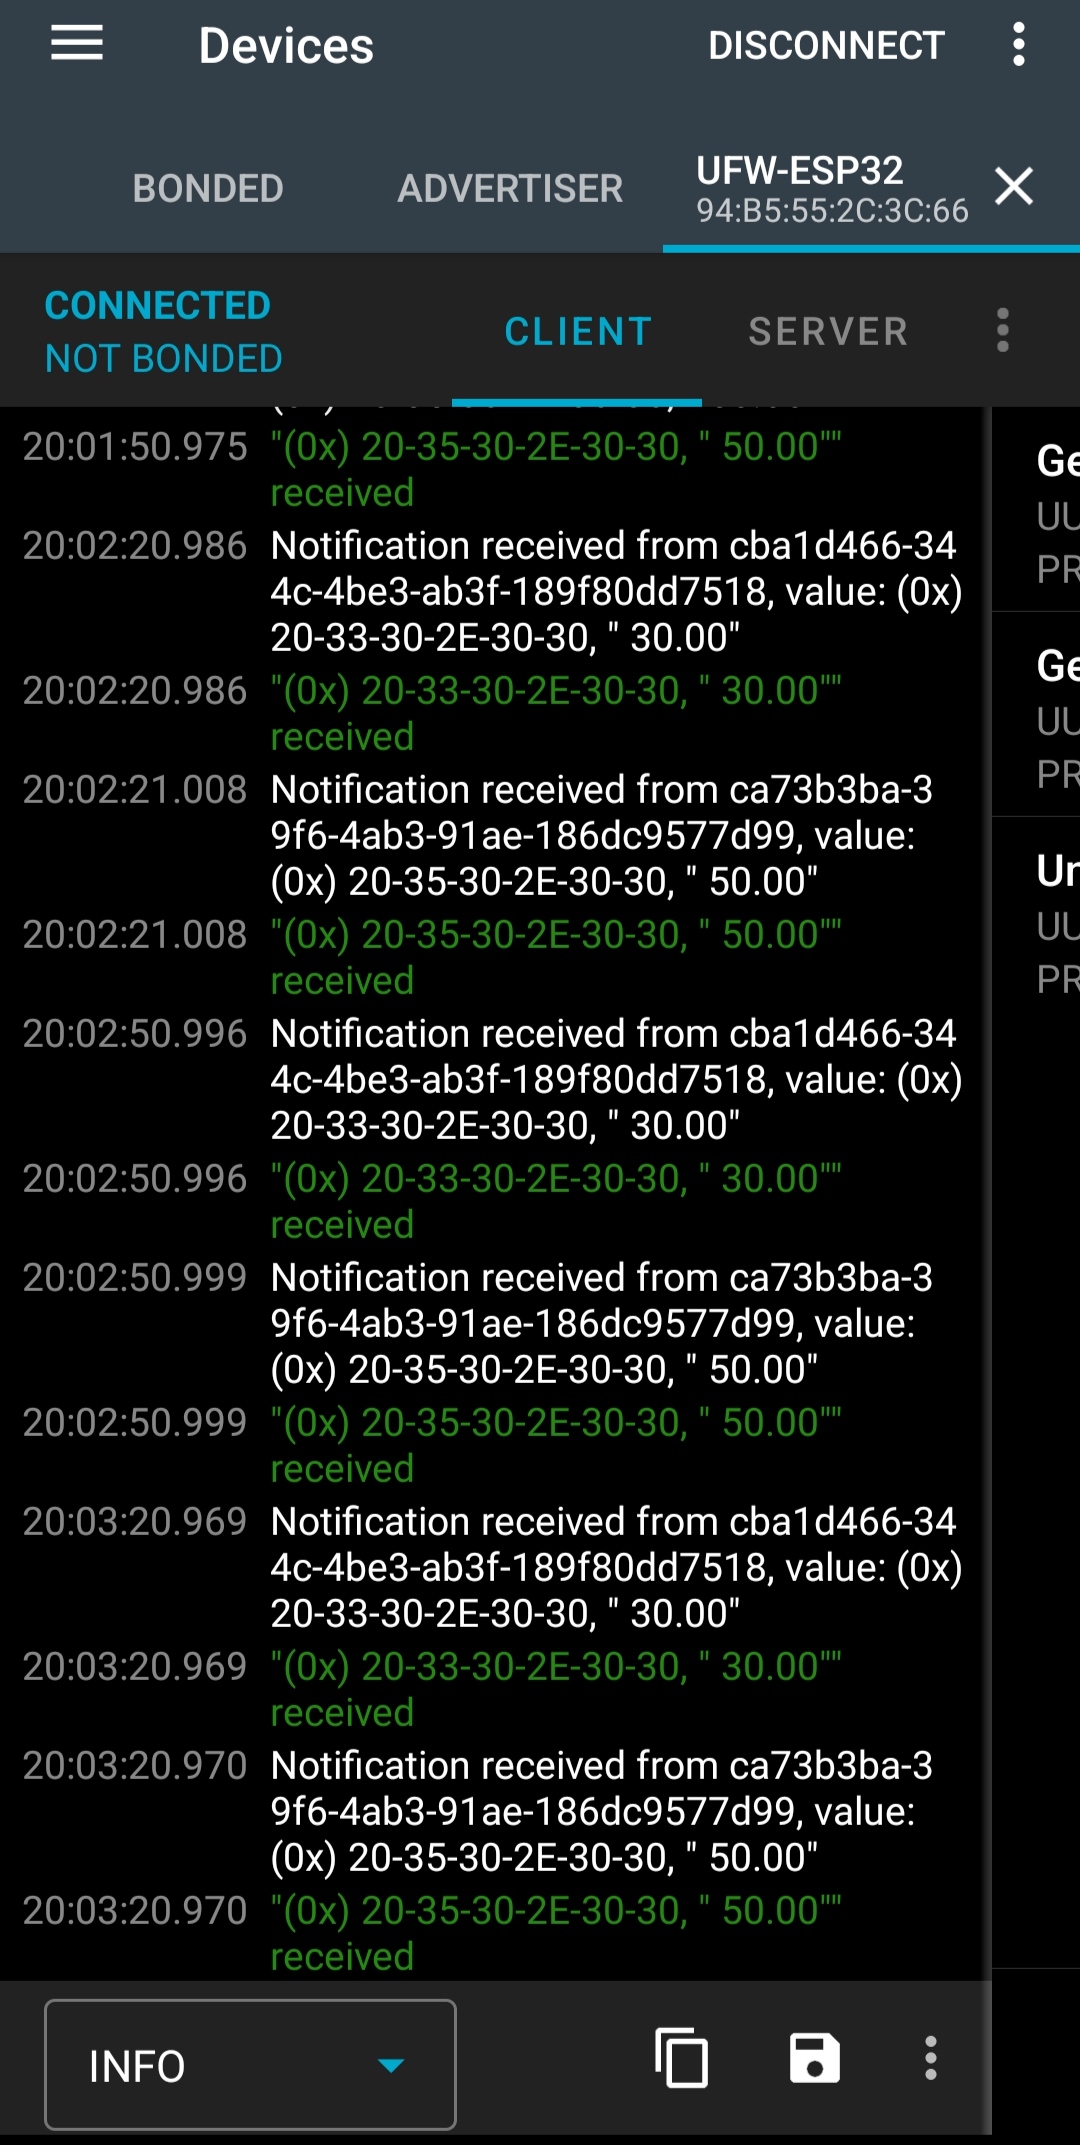 Devices
DISCONNECT
BONDED
ADVERTISER
UFW-ESP32
94:B5:55:2C:3C:66
CONNECTED
NOT BONDED
CLIENT
SERVER
20:01:50.975 "(0x) 20-35-30-2E-30-30, " 50.00""
received
20:02:20.986 Notification received from cba1d466-34
4c-4be3-ab3f-189f80dd7518, value: (0x)
20-33-30-2E-30-30, " 30.00"
20:02:20.986 "(0x) 20-33-30-2E-30-30, " 30.00""
received
20:02:21.008 Notification received from ca73b3ba-3
9f6-4ab3-91ae-186dc9577d99, value:
(0x) 20-35-30-2E-30-30, " 50.00"
20:02:21.008 "(0x) 20-35-30-2E-30-30, " 50.00""
received
20:02:50.996 Notification received from cba1d466-34
4c-4be3-ab3f-189f80dd7518, value: (0x)
20-33-30-2E-30-30, " 30.00"
20:02:50.996 "(0x) 20-33-30-2E-30-30, " 30.00""
received
20:02:50.999 Notification received from ca73b3ba-3
9f6-4ab3-91ae-186dc9577d99, value:
(0x) 20-35-30-2E-30-30, " 50.00"
20:02:50.999 "(0x) 20-35-30-2E-30-30, " 50.00""
received
20:03:20.969 Notification received from cba1d466-34
4c-4be3-ab3f-189f80dd7518, value: (0x)
20-33-30-2E-30-30, " 30.00"
20:03:20.969 "(0x) 20-33-30-2E-30-30, " 30.00""
received
20:03:20.970 Notification received from ca73b3ba-3
9f6-4ab3-91ae-186dc9577d99, value:
(0x) 20-35-30-2E-30-30, " 50.00"
20:03:20.970 "(0x) 20-35-30-2E-30-30, " 50.00""
received
Ge
UU
PR
Ge
UU
PR
UU
PR
INFO